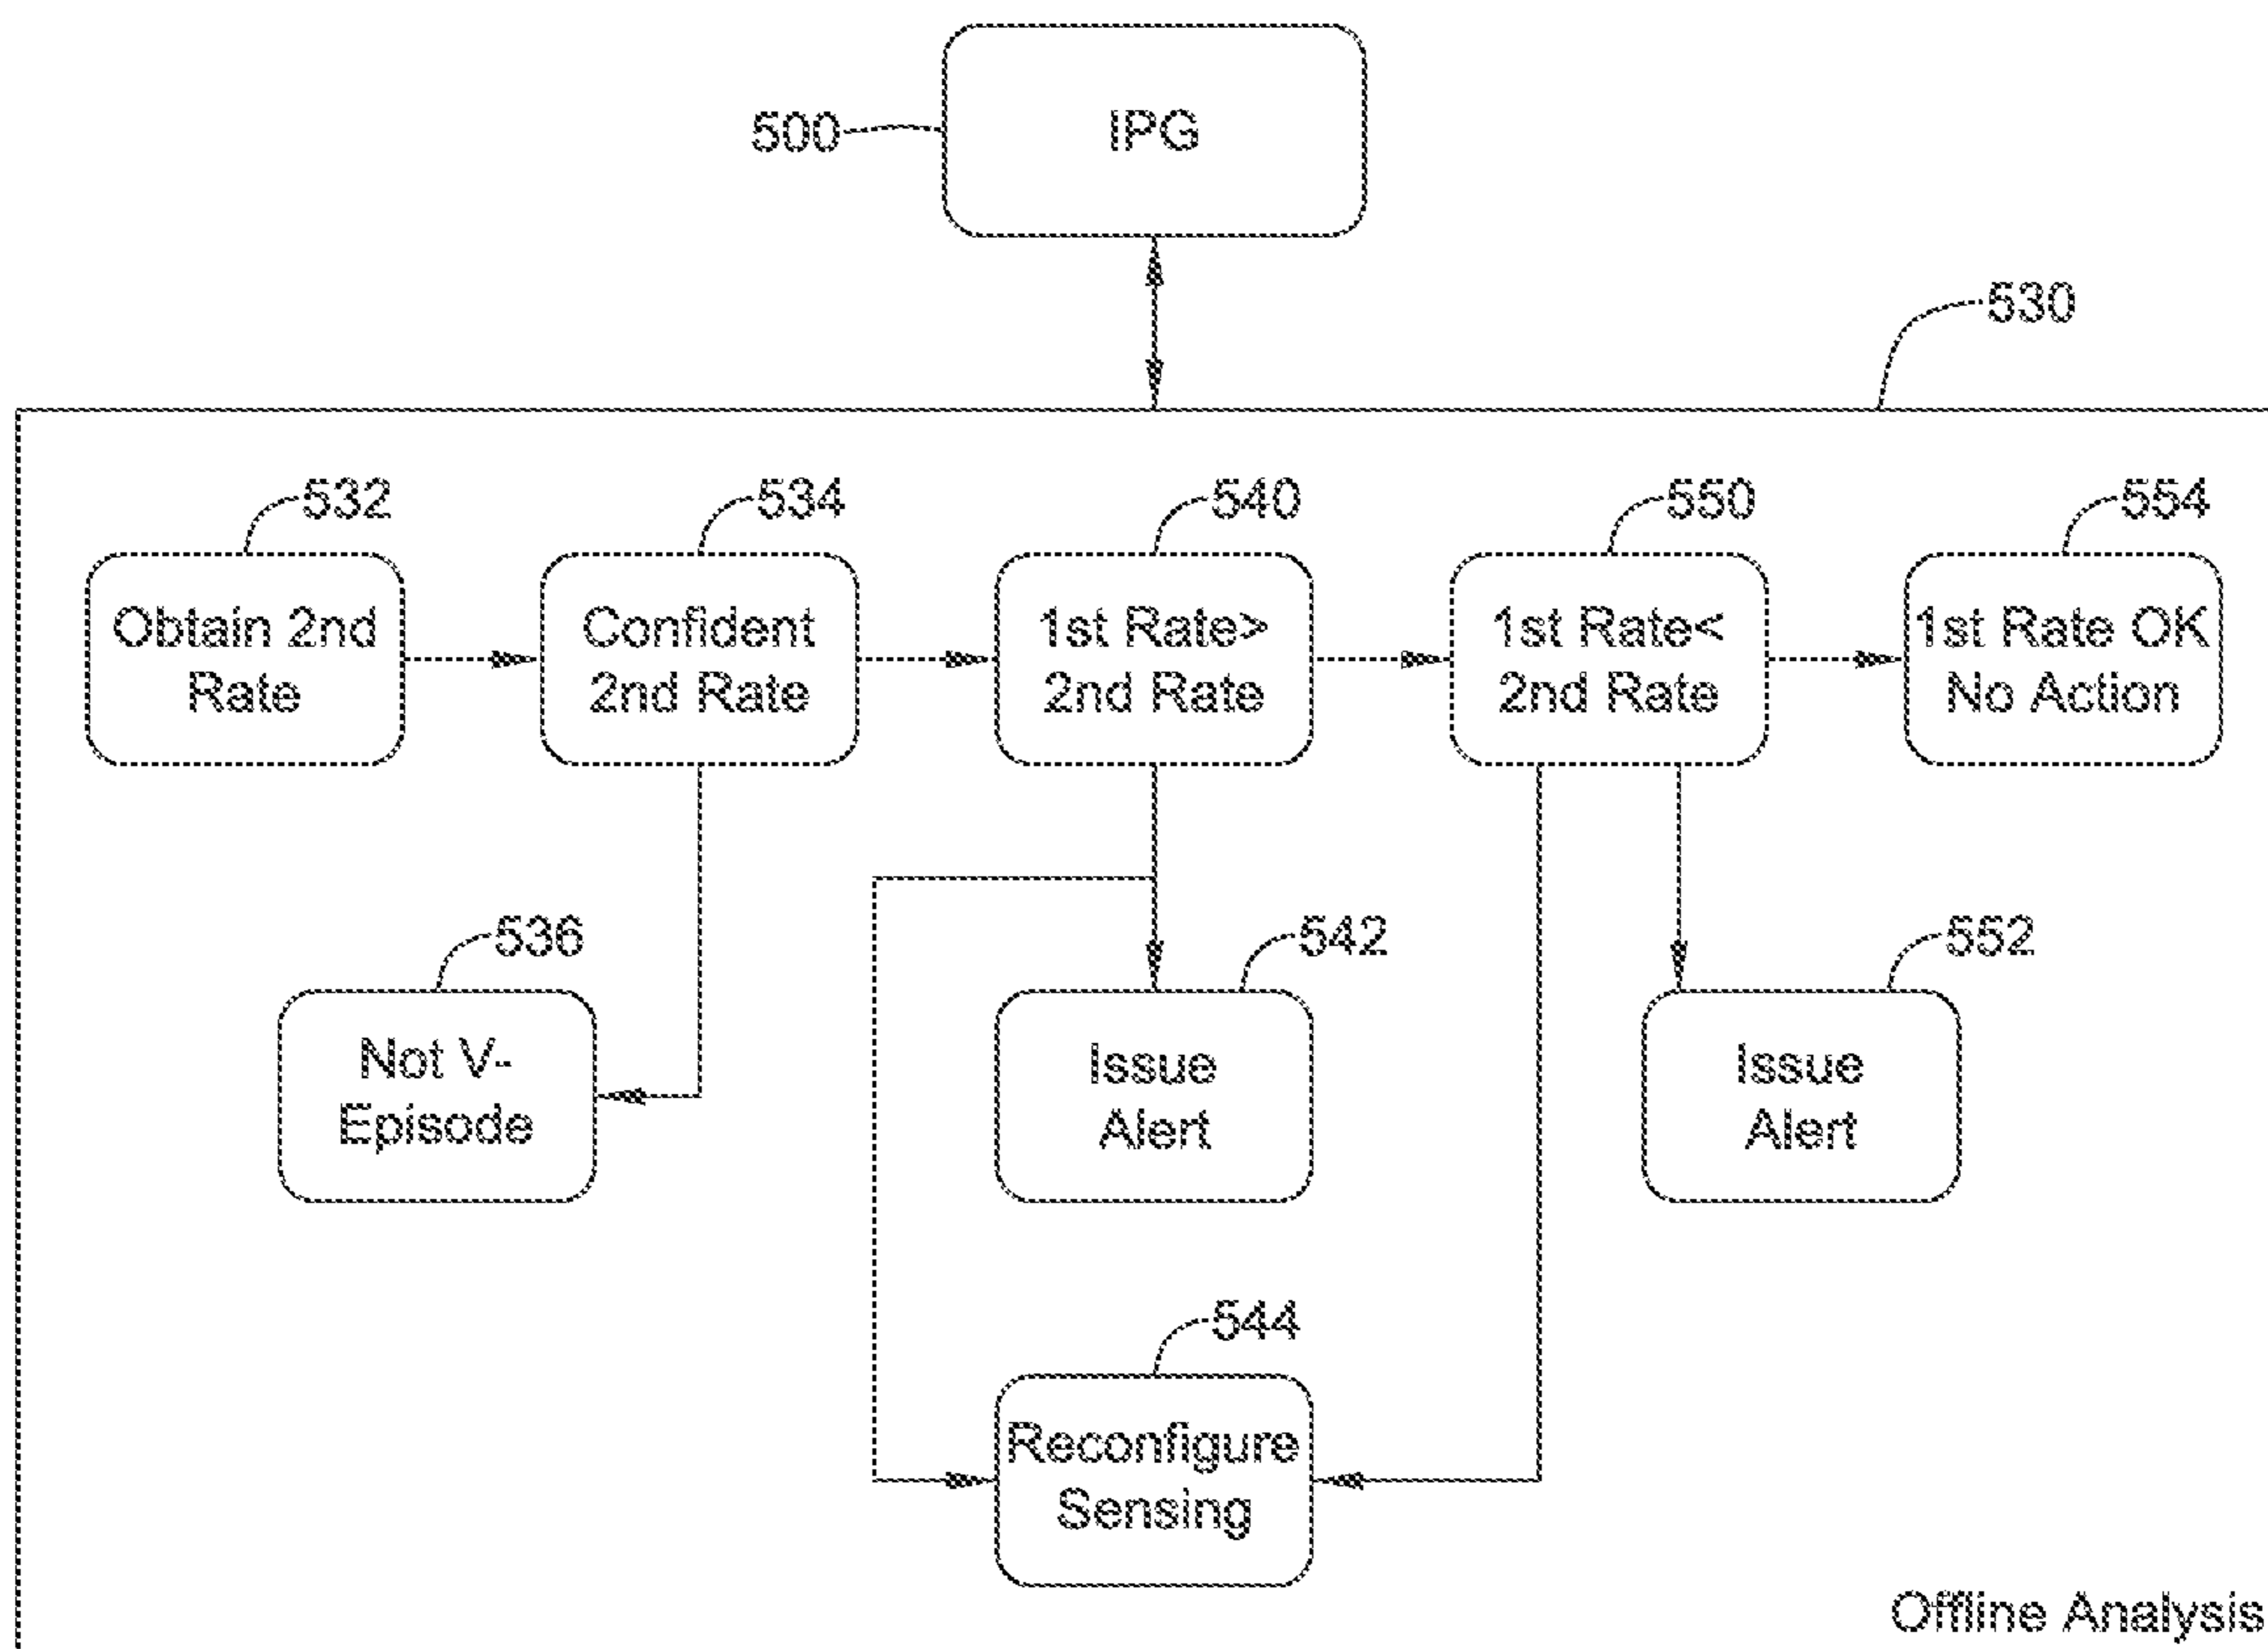 500
IPG
530
532
534
540
550
554
Obtain 2nd
Rate
Confident
2nd Rate
1st Rate>
2nd Rate
1st Rate<
2nd Rate
1st Rate OK
No Action
536
542
552
Not V-
Episode
Issue
Alert
Issue
Alert
544
Reconfigure
Sensing
Offline Analysis